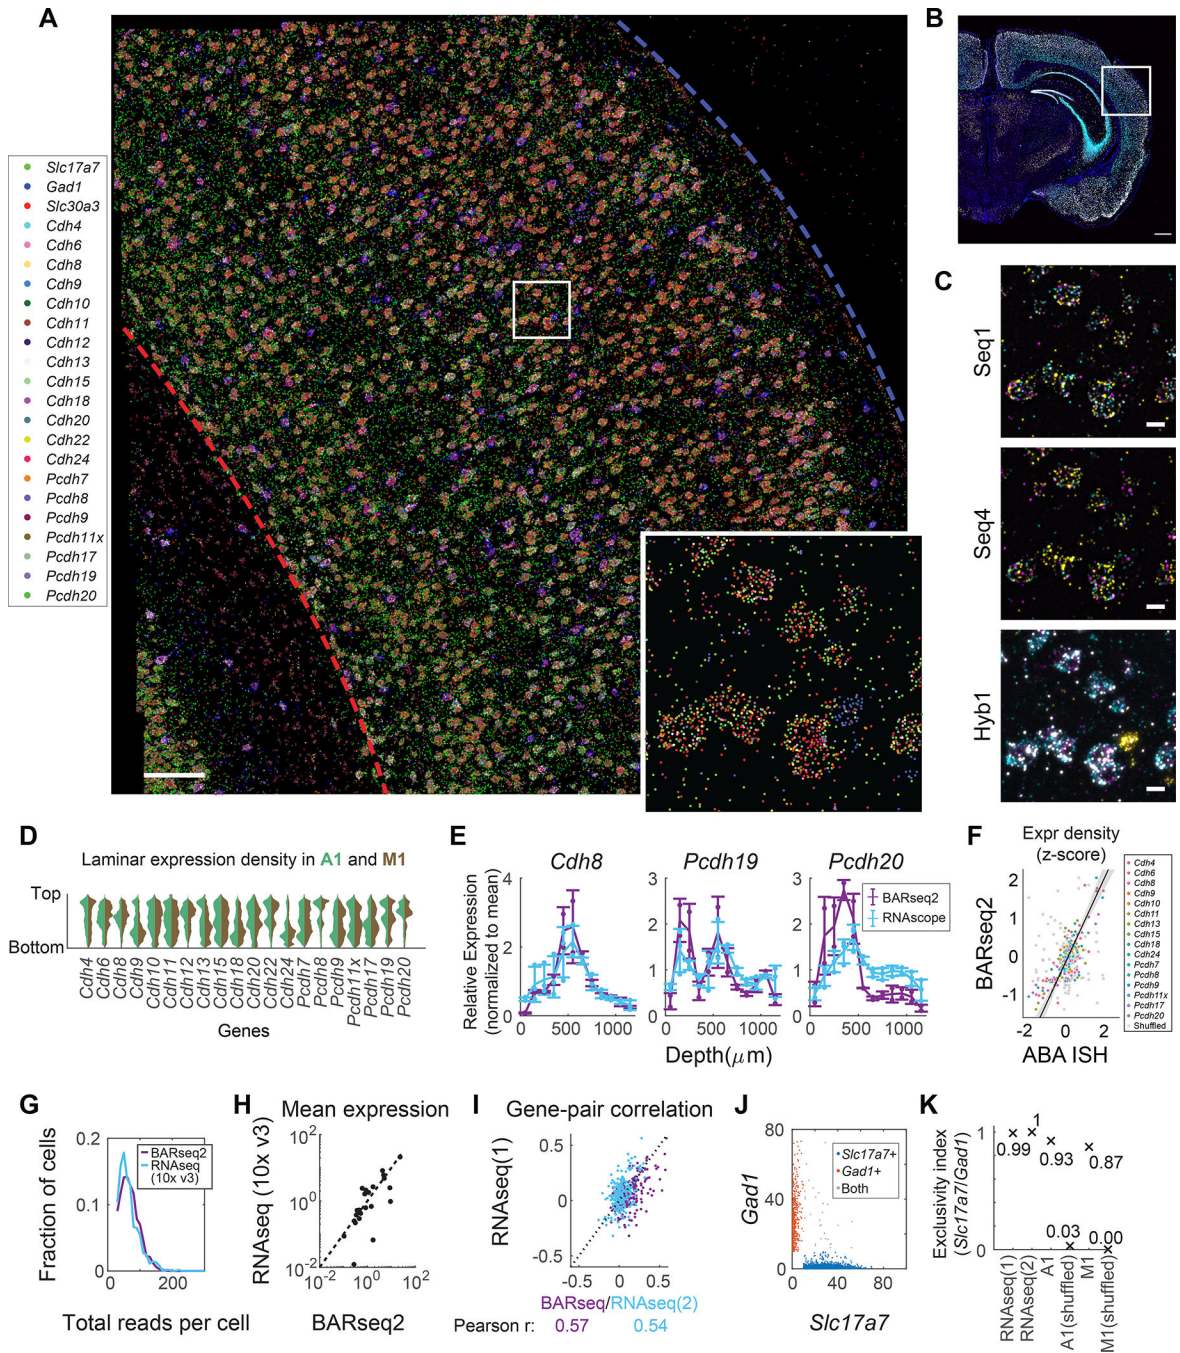 A
B
Slc17a7
Gad1
Slc30a3
Cdh4
Cdh6
Cdh8
Cdh9
Cdh10
Cdh11
Cdh12
Cdh13
Cdh15
Cdh18
Cdh20
Cdh22
Cdh24
Pcdh7
Pcdh8
Pcdh9
Pcdh11x
Pcdh17
Pcdh19
Pcdh20
C
Seq1
Seq4
Hyb1
D
Laminar expression density in A1 and M1
Top
Bottom
Cdh4
Cdh6
Cdh8
Cdh9
Cdh10
Cdh11
Cdh12
Cdh13
Cdh15
Cdh18
Cdh20
Cdh22
Cdh24
Pcdh7
Pcdh8
Pcdh9
Pcdh11x
Pcdh17
Pcdh19
Pcdh20
Genes
E
Relative Expression
(normalized to mean)
Cdh8
4
2
0
0 500 1000
Pcdh19
3
2
1
0
0 500 1000
Pcdh20
3
2
1
0
0 500 1000
BARseq2
RNAscope
Depth(μm)
F
Expr density
(z-score)
BARseq2
2
1
0
-1
-2 0 2
ABA ISH
Cdh4
Cdh6
Cdh8
Cdh9
Cdh10
Cdh11
Cdh13
Cdh15
Cdh18
Cdh24
Pcdh7
Pcdh8
Pcdh9
Pcdh11x
Pcdh17
Pcdh20
Shuffled
G
Fraction of cells
0.2
0.1
0
0 200
BARseq2
RNAseq
(10x v3)
Total reads per cell
H
Mean expression
RNAseq (10x v3)
10²
10⁰
10⁻²
10⁻² 10⁰ 10²
BARseq2
I
Gene-pair correlation
RNAseq(1)
0.5
0
-0.5
-0.5 0 0.5
BARseq/RNAseq(2)
Pearson r: 0.57 0.54
J
Gad1
80
60
40
20
0
0 50 100
Slc17a7+
Gad1+
Both
Slc17a7
K
Exclusivity index
(Slc17a7/Gad1)
1
0
0.99
1
0.93
0.03
0.87
0.00
RNAseq(1)
RNAseq(2)
A1
A1(shuffled)
M1
M1(shuffled)